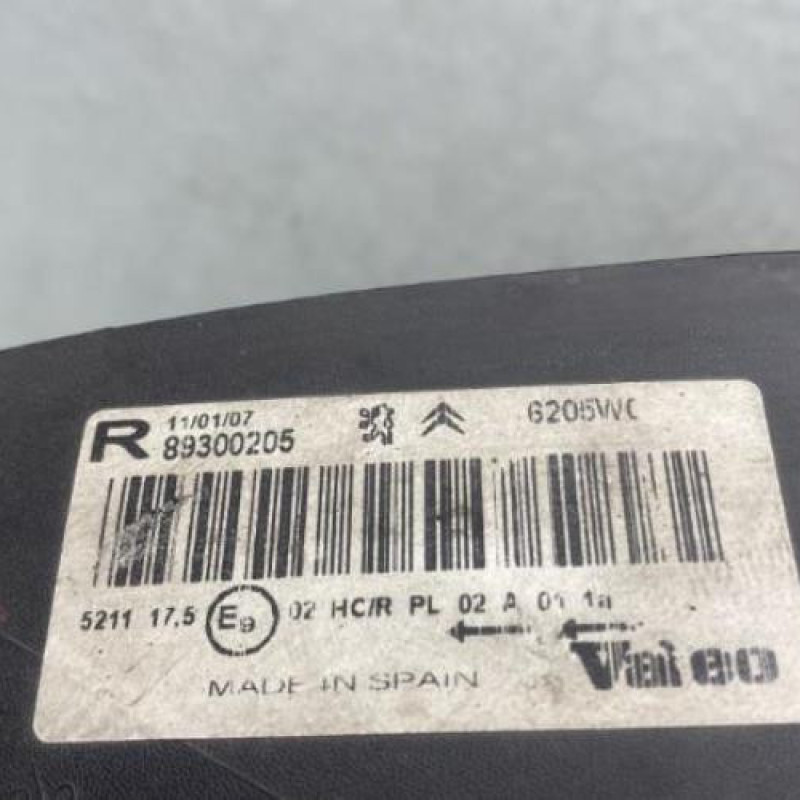 R 11/01/07 6205W
89300205
5211 17.5 E9 02 HC/R PL 02 A 01 1a
MADE IN SPAIN Valeo